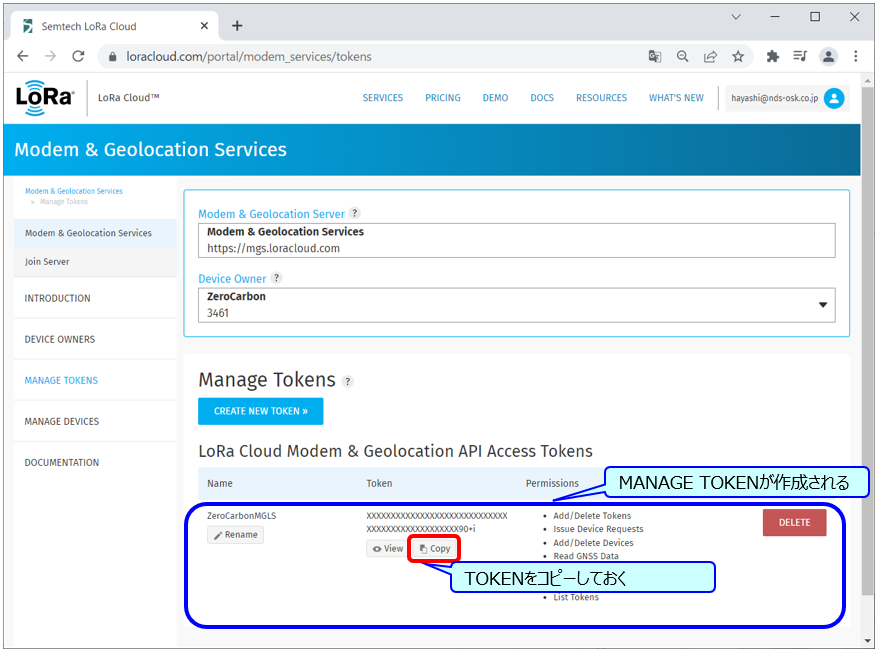 Semtech LoRa Cloud
loracloud.com/portal/modem_services/tokens
LoRa
LoRa Cloud™
SERVICES PRICING DEMO DOCS RESOURCES WHAT'S NEW hayashi@nds-osk.co.jp
Modem & Geolocation Services
Modem & Geolocation Services
» Manage Tokens
Modem & Geolocation Services
Join Server
INTRODUCTION
DEVICE OWNERS
MANAGE TOKENS
MANAGE DEVICES
DOCUMENTATION
Modem & Geolocation Server ?
Modem & Geolocation Services
https://mgs.loracloud.com
Device Owner ?
ZeroCarbon
3461
Manage Tokens ?
CREATE NEW TOKEN »
LoRa Cloud Modem & Geolocation API Access Tokens
Name Token Permissions
MANAGE TOKENが作成される
ZeroCarbonMGLS
Rename
XXXXXXXXXXXXXXXXXXXXXXXXXXX
XXXXXXXXXXXXXXXXXX90+i
View Copy
• Add/Delete Tokens
• Issue Device Requests
• Add/Delete Devices
• Read GNSS Data
• List Tokens
DELETE
TOKENをコピーしておく